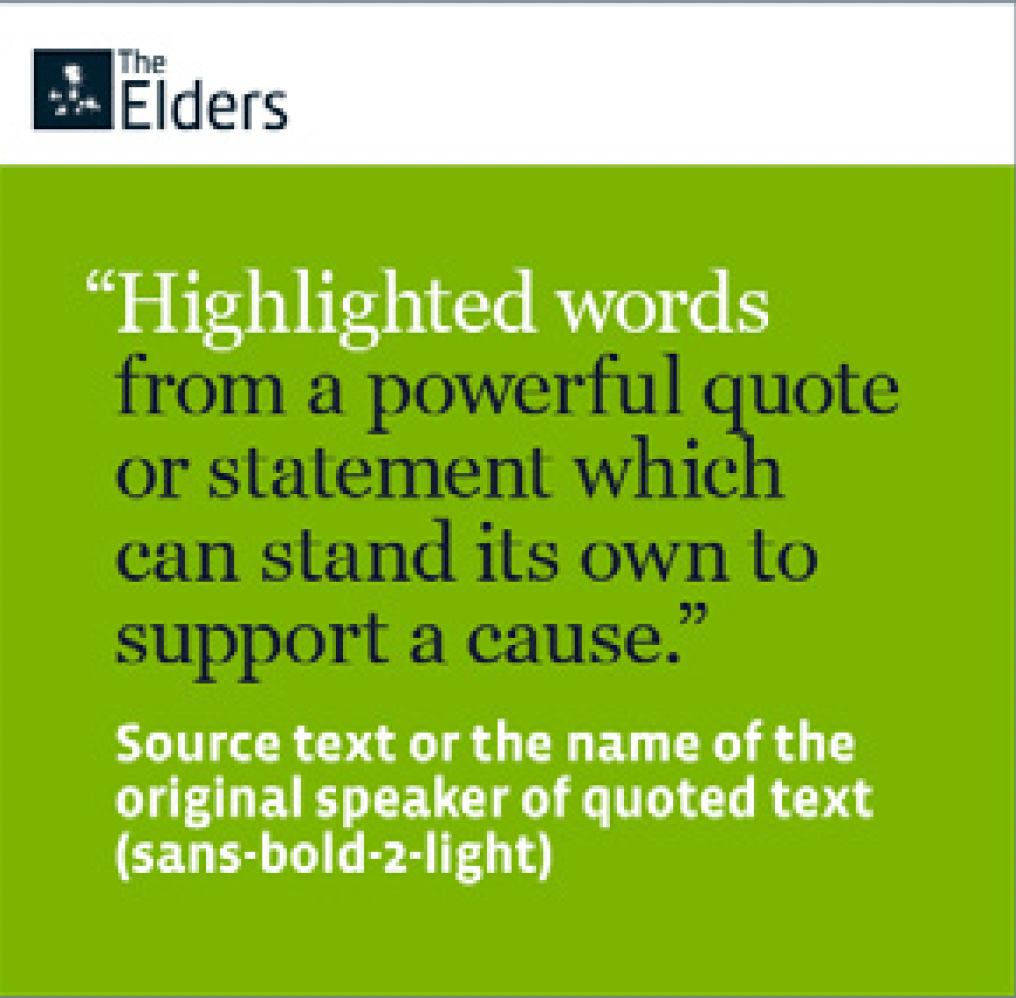 The
Elders
“Highlighted words
from a powerful quote
or statement which
can stand its own to
support a cause.”
Source text or the name of the
original speaker of quoted text
(sans-bold-2-light)